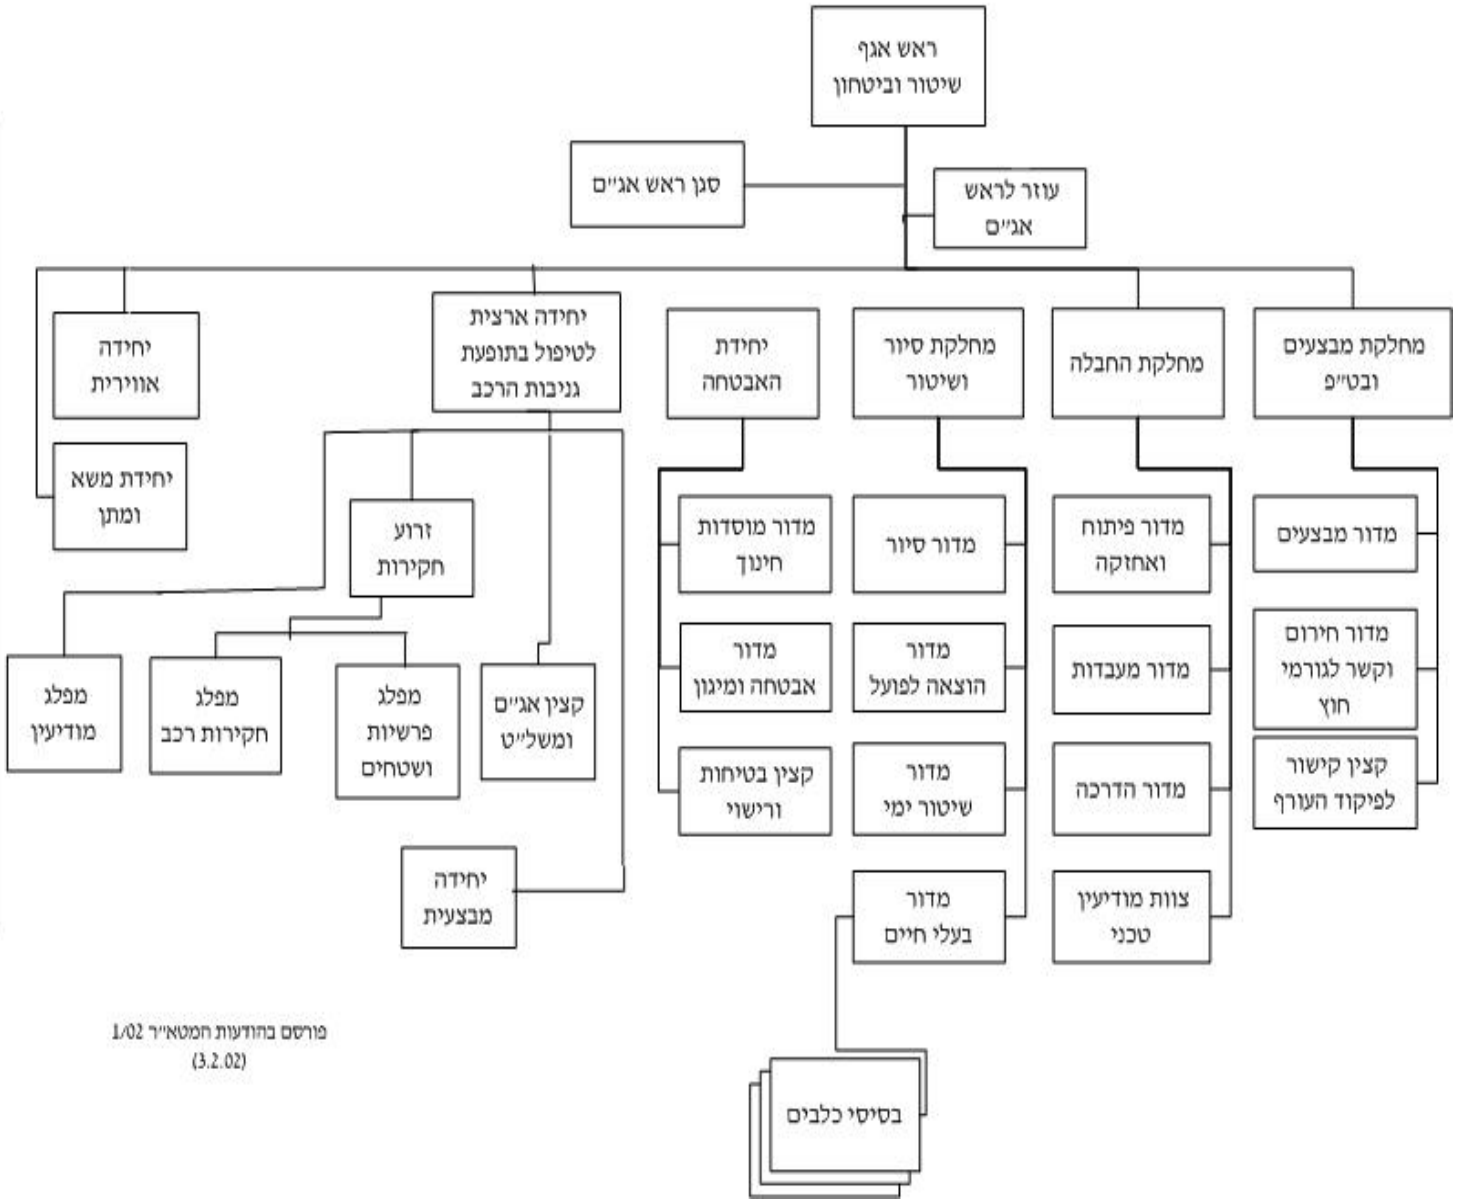 ראש אגף
שיטור וביטחון
סגן ראש אג״ם
עוזר לראש
אג״ם
מחלקת מבצעים
ובט״פ
מחלקת החבלה
מחלקת סיור
ושיטור
יחידת
האבטחה
יחידה ארצית
לטיפול בתופעת
גניבות הרכב
יחידה
אווירית
יחידת משא
ומתן
מדור מבצעים
מדור חירום
וקשר לגורמי
חוץ
קצין קישור
לפיקוד העורף
מדור פיתוח
ואחזקה
מדור מעבדות
מדור הדרכה
צוות מודיעין
טכני
מדור סיור
מדור
הוצאה לפועל
מדור
שיטור ימי
מדור
בעלי חיים
בסיסי כלבים
מדור מוסדות
חינוך
מדור
אבטחה ומיגון
קצין בטיחות
ורישוי
זרוע
חקירות
קצין אג״ם
ומשל״ט
מפלג
פרשיות
ושטחים
מפלג
חקירות רכב
מפלג
מודיעין
יחידה
מבצעית
פורסם בהודעות המטא״ר 1/02
(3.2.02)